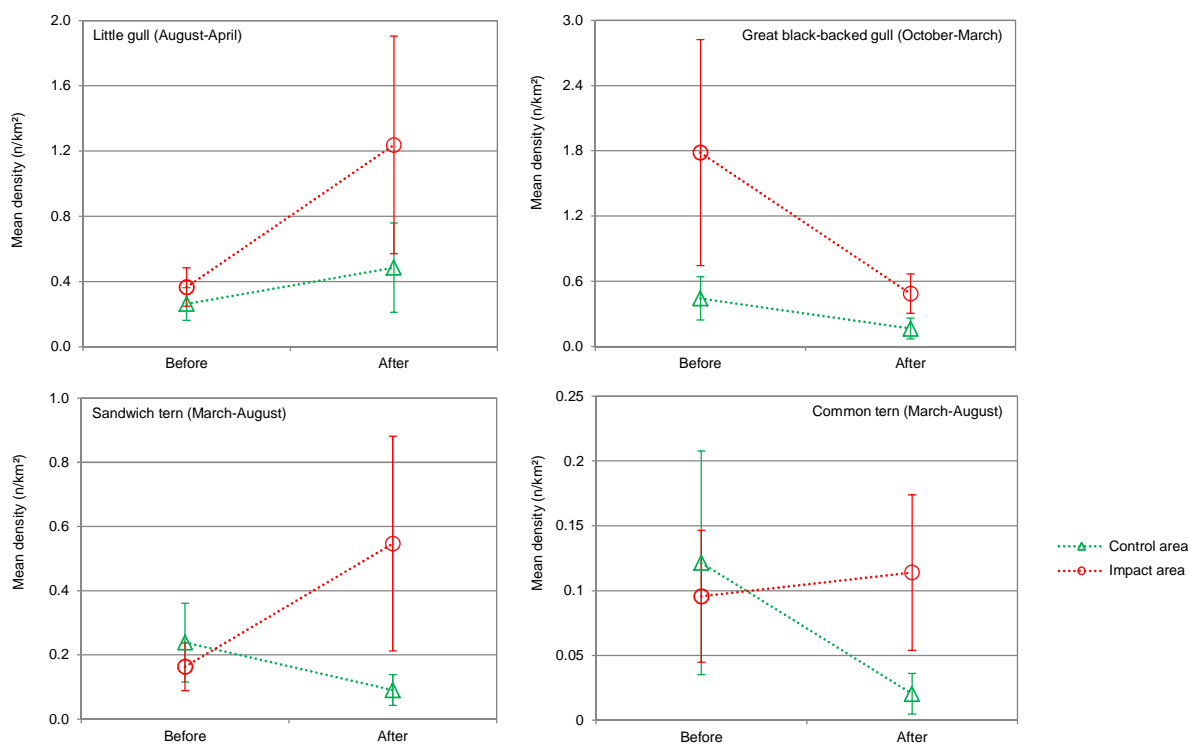 Little gull (August-April)
Mean density (n/km²)
2.0
1.6
1.2
0.8
0.4
0.0
Before
After
Great black-backed gull (October-March)
Mean density (n/km²)
3.0
2.4
1.8
1.2
0.6
0.0
Before
After
Sandwich tern (March-August)
Mean density (n/km²)
1.0
0.8
0.6
0.4
0.2
0.0
Before
After
Common tern (March-August)
Mean density (n/km²)
0.25
0.2
0.15
0.1
0.05
0
Before
After
Control area
Impact area